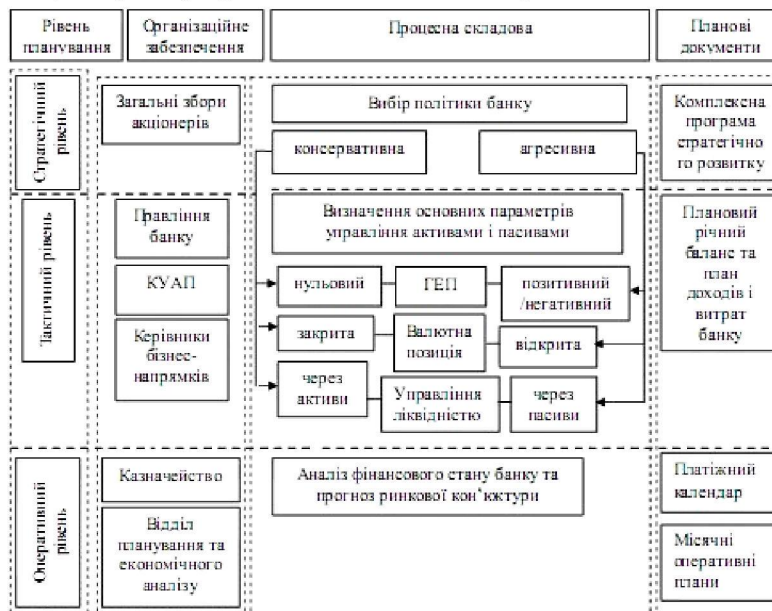 Рівень
планування
Організаційне
забезпечення
Процесна складова
Планові
документи
Стратегічний
рівень
Загальні збори
акціонерів
Вибір політики банку
консервативна
агресивна
Комплексна
програма
стратегічно
го розвитку
Тактичний рівень
Правління
банку
КУАП
Керівники
бізнес-
напрямків
Визначення основних параметрів
управління активами і пасивами
нульовий
ГЕП
позитивний
/негативний
закрита
Валютна
позиція
відкрита
через
активи
Управління
ліквідністю
через
пасиви
Плановий
річний
баланс та
план
доходів і
витрат
банку
Оперативний
рівень
Казначейство
Відділ
планування та
економічного
аналізу
Аналіз фінансового стану банку та
прогноз ринкової кон‘юктури
Платіжний
календар
Місячні
оперативні
плани